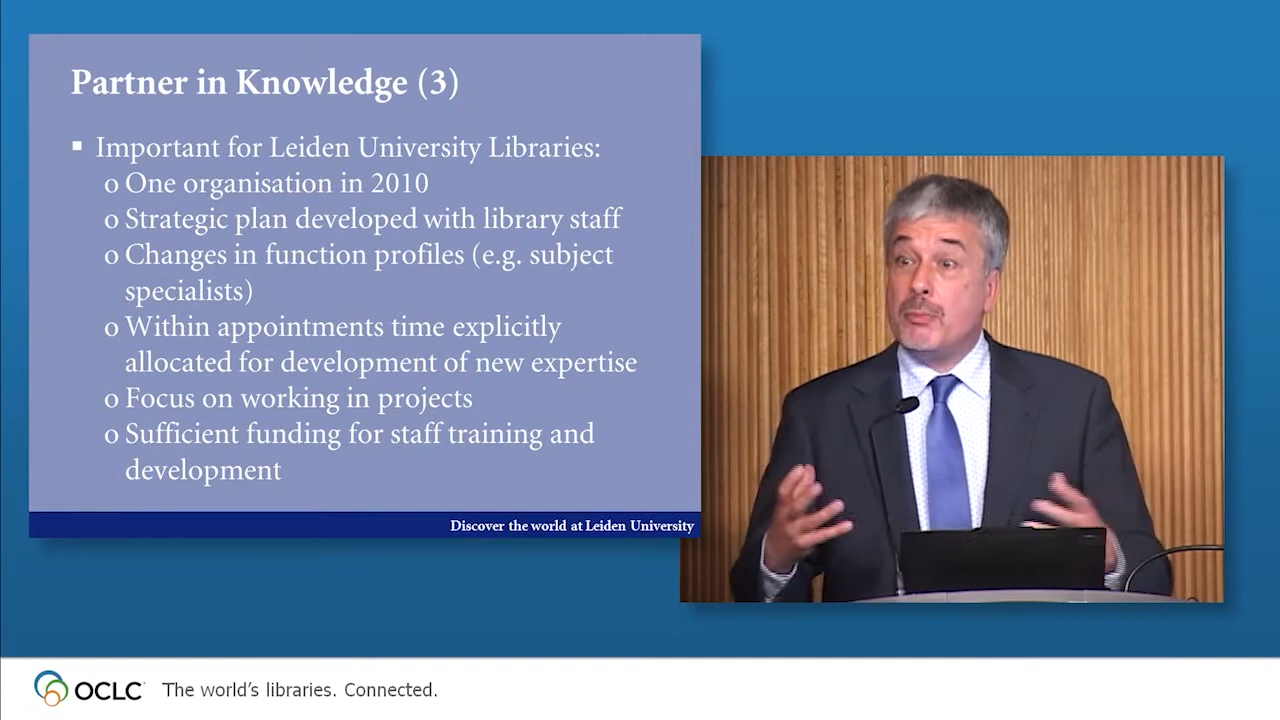 Partner in Knowledge (3)
▪ Important for Leiden University Libraries:
o One organisation in 2010
o Strategic plan developed with library staff
o Changes in function profiles (e.g. subject
specialists)
o Within appointments time explicitly
allocated for development of new expertise
o Focus on working in projects
o Sufficient funding for staff training and
development
Discover the world at Leiden University
OCLC The world's libraries. Connected.